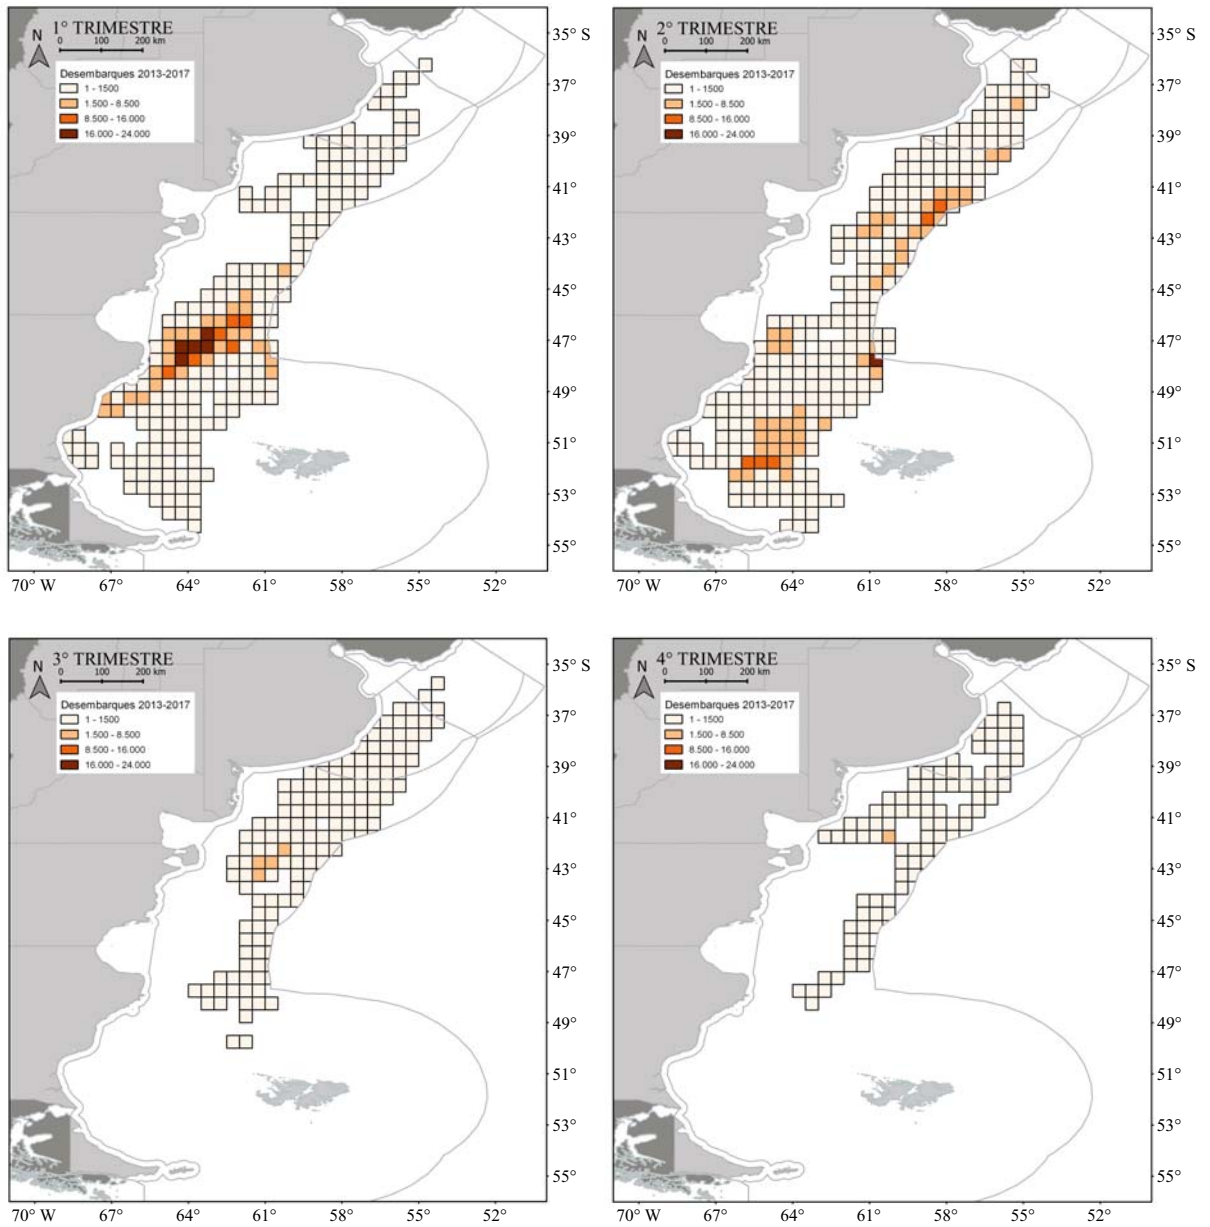 1° TRIMESTRE
N
0 100 200 km
Desembarques 2013-2017
1 - 1500
1.500 - 8.500
8.500 - 16.000
16.000 - 24.000
35° S
37°
39°
41°
43°
45°
47°
49°
51°
53°
55°
70° W 67° 64° 61° 58° 55° 52°
2° TRIMESTRE
N
0 100 200 km
Desembarques 2013-2017
1 - 1500
1.500 - 8.500
8.500 - 16.000
16.000 - 24.000
35° S
37°
39°
41°
43°
45°
47°
49°
51°
53°
55°
70° W 67° 64° 61° 58° 55° 52°
3° TRIMESTRE
N
0 100 200 km
Desembarques 2013-2017
1 - 1500
1.500 - 8.500
8.500 - 16.000
16.000 - 24.000
35° S
37°
39°
41°
43°
45°
47°
49°
51°
53°
55°
70° W 67° 64° 61° 58° 55° 52°
4° TRIMESTRE
N
0 100 200 km
Desembarques 2013-2017
1 - 1500
1.500 - 8.500
8.500 - 16.000
16.000 - 24.000
35° S
37°
39°
41°
43°
45°
47°
49°
51°
53°
55°
70° W 67° 64° 61° 58° 55° 52°